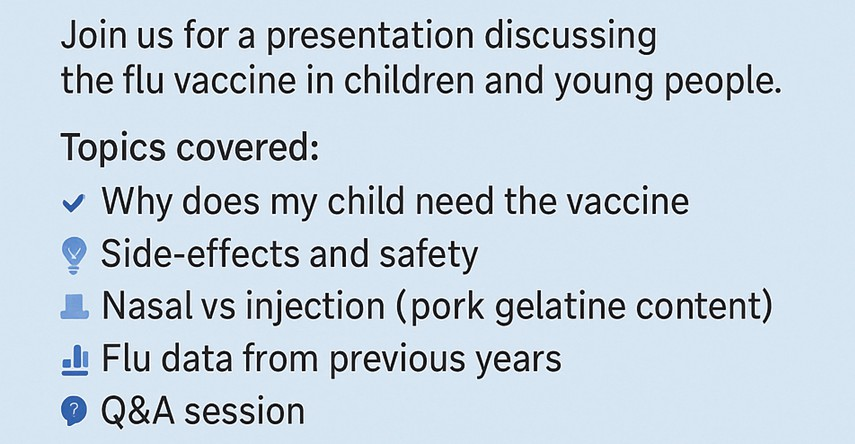 Join us for a presentation discussing
the flu vaccine in children and young people.
Topics covered:
Why does my child need the vaccine
Side-effects and safety
Nasal vs injection (pork gelatine content)
Flu data from previous years
? Q&A session